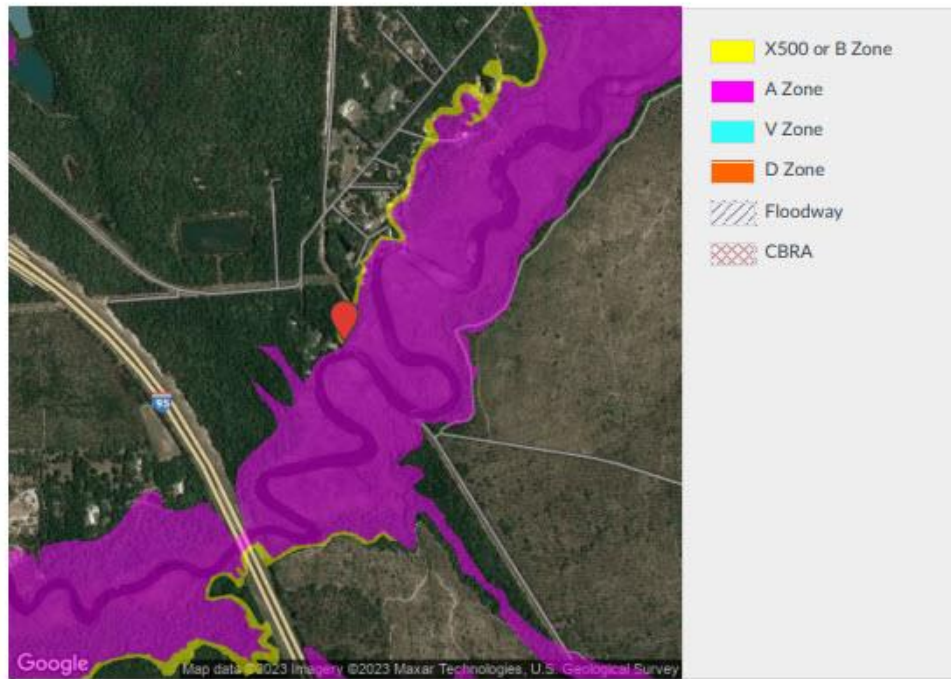 X500 or B Zone
A Zone
V Zone
D Zone
Floodway
CBRA
95
Google
Map data ©2023 Imagery ©2023 Maxar Technologies, U.S. Geological Survey